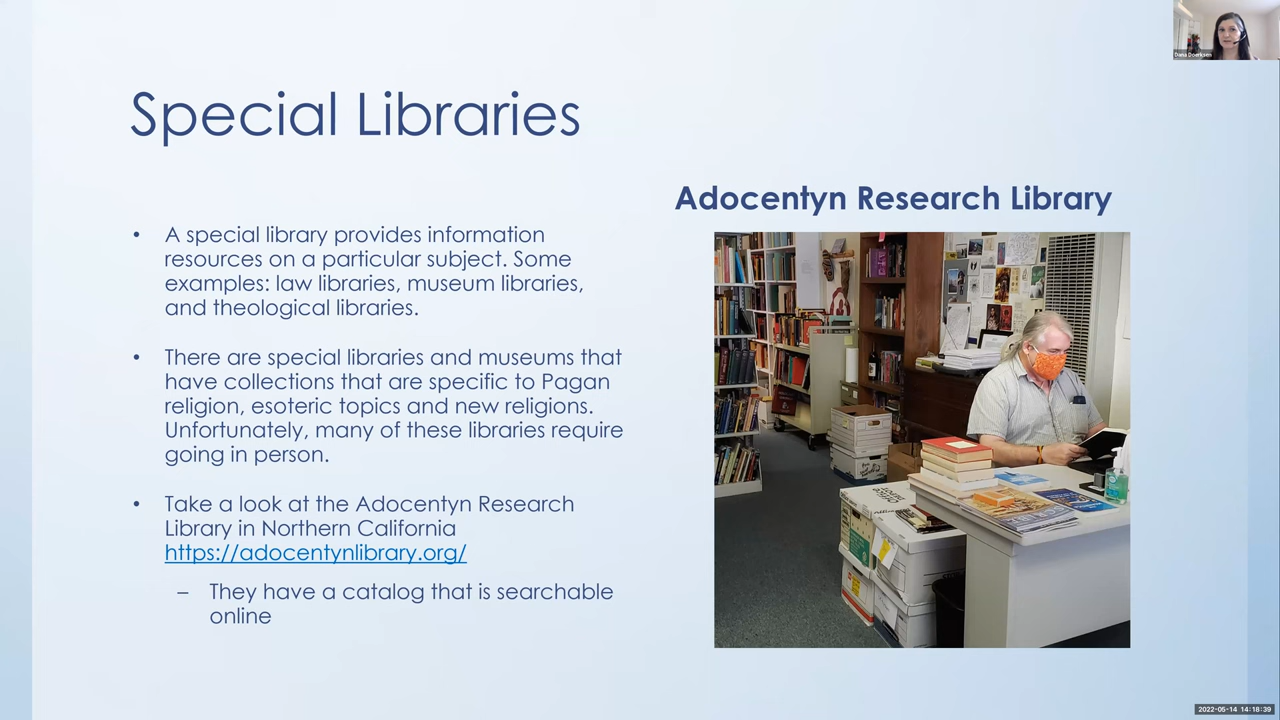 Dana Doerksen
Special Libraries
Adocentyn Research Library
• A special library provides information
resources on a particular subject. Some
examples: law libraries, museum libraries,
and theological libraries.
• There are special libraries and museums that
have collections that are specific to Pagan
religion, esoteric topics and new religions.
Unfortunately, many of these libraries require
going in person.
• Take a look at the Adocentyn Research
Library in Northern California
https://adocentynlibrary.org/
– They have a catalog that is searchable
online
2022-05-14 14:18:39